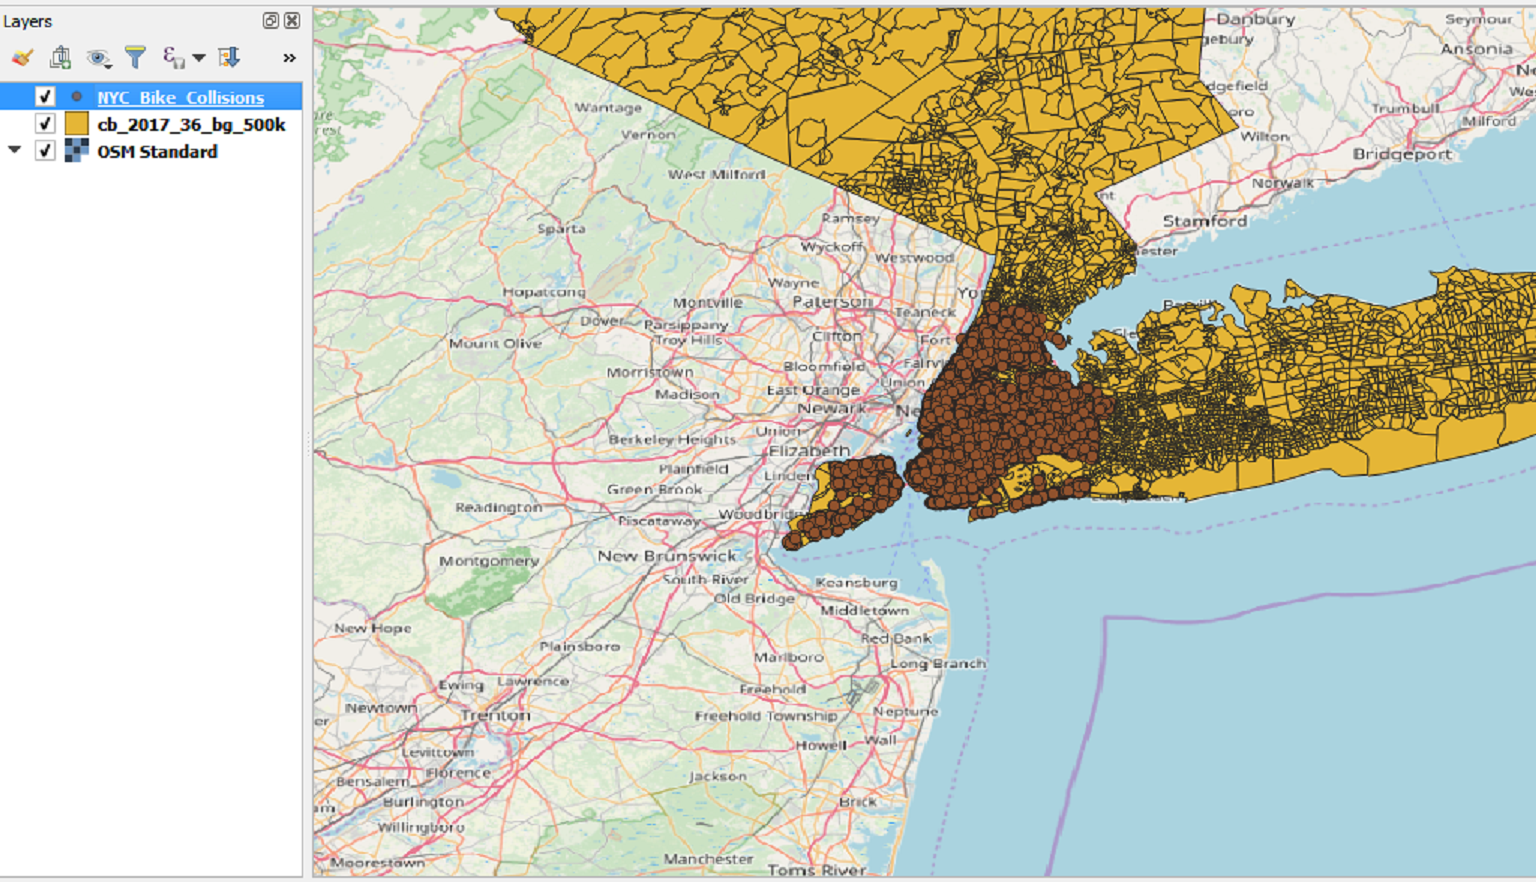 Layers
»
NYC_Bike_Collisions
cb_2017_36_bg_500k
OSM Standard
Danbury
Seymour
gebury
Ansonia
Wantage
dgefield
Trumbull
Milford
Vernon
Wilton
Bridgeport
West Milford
Norwalk
Ramsey
Stamford
Sparta
Wyckoff
Westwood
Wayne
Hopatcong
Montville
Paterson
Teaneck
Dover
Parsippany
Troy Hills
Clifton
Fort
Mount Olive
Bloomfield
Morristown
Union
East Orange
Madison
Newark
Ne
Union
Berkeley Heights
Elizabeth
Plainfield
Linden
Green Brook
Readington
Woodbridge
Piscataway
New Brunswick
Montgomery
South River
Keansburg
Old Bridge
Middletown
New Hope
Red Bank
Plainsboro
Marlboro
Long Branch
Ewing
Lawrence
Freehold
Newtown
Trenton
Freehold Township
Neptune
Howell
Wall
Levittown
Florence
Jackson
Bensalem
Burlington
Brick
Willingboro
Moorestown
Manchester
Toms River